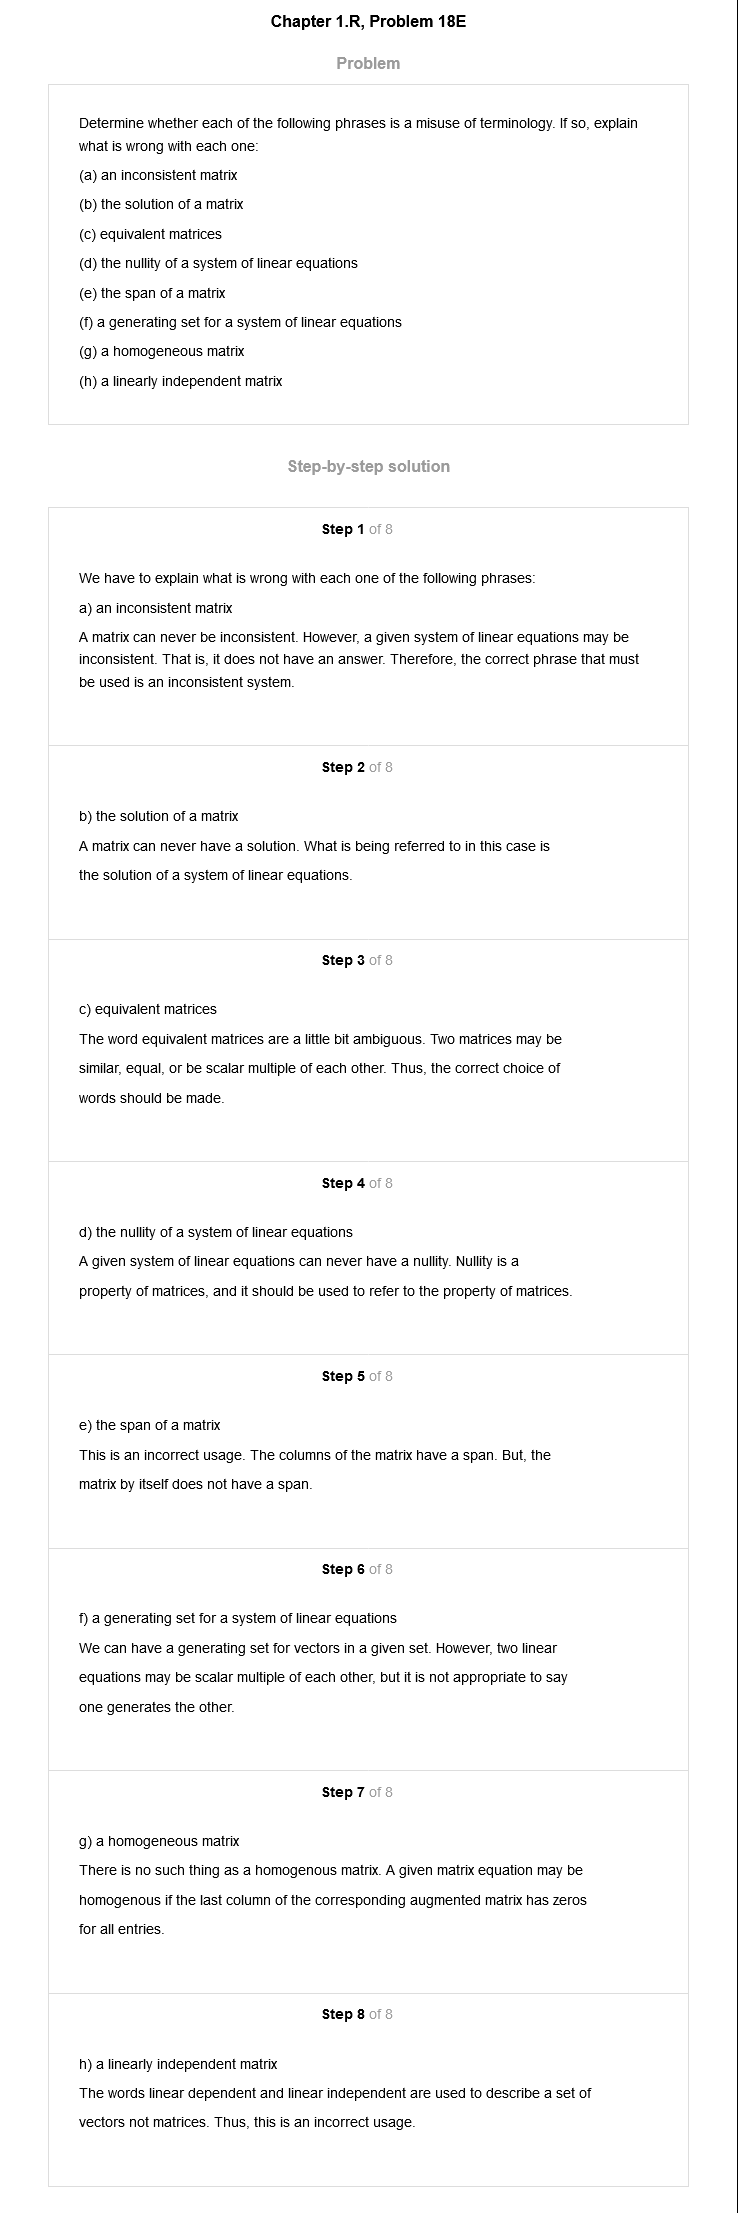 Chapter 1.R, Problem 18E
Problem
Determine whether each of the following phrases is a misuse of terminology. If so, explain
what is wrong with each one:
(a) an inconsistent matrix
(b) the solution of a matrix
(c) equivalent matrices
(d) the nullity of a system of linear equations
(e) the span of a matrix
(f) a generating set for a system of linear equations
(g) a homogeneous matrix
(h) a linearly independent matrix
Step-by-step solution
Step 1 of 8
We have to explain what is wrong with each one of the following phrases:
a) an inconsistent matrix
A matrix can never be inconsistent. However, a given system of linear equations may be
inconsistent. That is, it does not have an answer. Therefore, the correct phrase that must
be used is an inconsistent system.
Step 2 of 8
b) the solution of a matrix
A matrix can never have a solution. What is being referred to in this case is
the solution of a system of linear equations.
Step 3 of 8
c) equivalent matrices
The word equivalent matrices are a little bit ambiguous. Two matrices may be
similar, equal, or be scalar multiple of each other. Thus, the correct choice of
words should be made.
Step 4 of 8
d) the nullity of a system of linear equations
A given system of linear equations can never have a nullity. Nullity is a
property of matrices, and it should be used to refer to the property of matrices.
Step 5 of 8
e) the span of a matrix
This is an incorrect usage. The columns of the matrix have a span. But, the
matrix by itself does not have a span.
Step 6 of 8
f) a generating set for a system of linear equations
We can have a generating set for vectors in a given set. However, two linear
equations may be scalar multiple of each other, but it is not appropriate to say
one generates the other.
Step 7 of 8
g) a homogeneous matrix
There is no such thing as a homogenous matrix. A given matrix equation may be
homogenous if the last column of the corresponding augmented matrix has zeros
for all entries.
Step 8 of 8
h) a linearly independent matrix
The words linear dependent and linear independent are used to describe a set of
vectors not matrices. Thus, this is an incorrect usage.